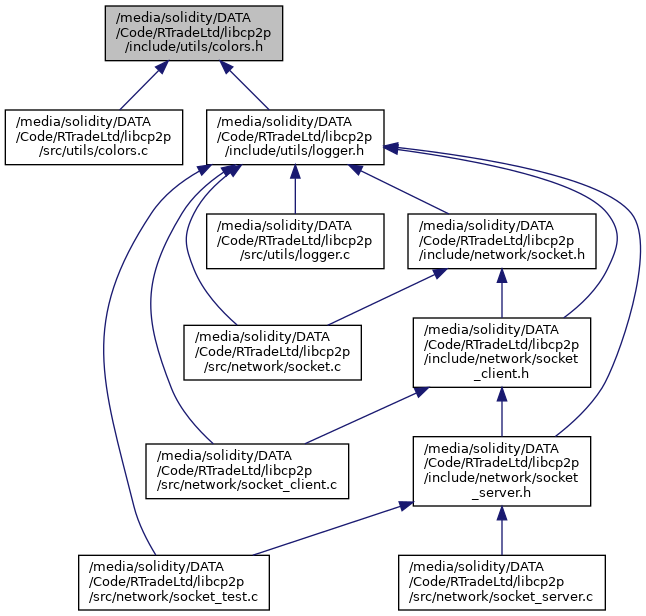 /media/solidity/DATA
/Code/RTradeLtd/libcp2p
/include/utils/colors.h
/media/solidity/DATA
/Code/RTradeLtd/libcp2p
/src/utils/colors.c
/media/solidity/DATA
/Code/RTradeLtd/libcp2p
/include/utils/logger.h
/media/solidity/DATA
/Code/RTradeLtd/libcp2p
/src/utils/logger.c
/media/solidity/DATA
/Code/RTradeLtd/libcp2p
/include/network/socket.h
/media/solidity/DATA
/Code/RTradeLtd/libcp2p
/src/network/socket.c
/media/solidity/DATA
/Code/RTradeLtd/libcp2p
/include/network/socket
_client.h
/media/solidity/DATA
/Code/RTradeLtd/libcp2p
/src/network/socket_client.c
/media/solidity/DATA
/Code/RTradeLtd/libcp2p
/include/network/socket
_server.h
/media/solidity/DATA
/Code/RTradeLtd/libcp2p
/src/network/socket_test.c
/media/solidity/DATA
/Code/RTradeLtd/libcp2p
/src/network/socket_server.c